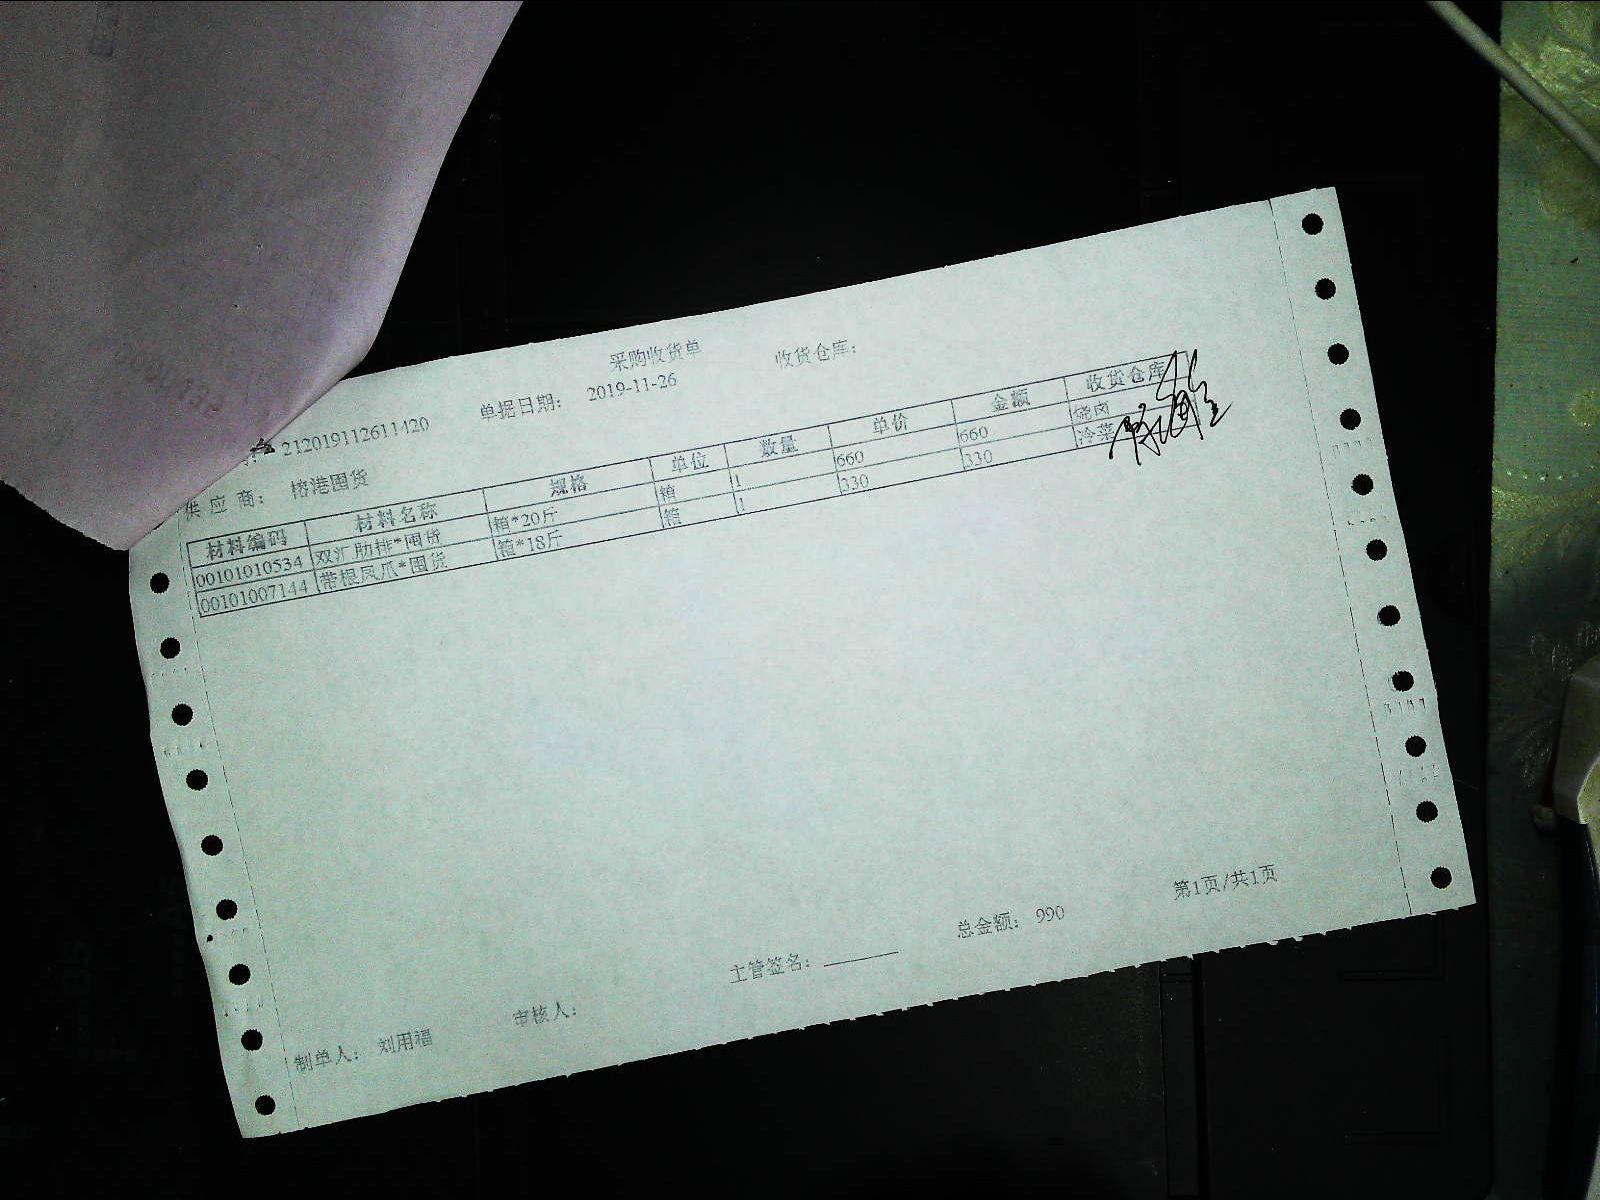 采购收货单
收货仓库：
212019112611420 单据日期： 2019-11-26
供应商： 榕港囤货
材料编码 材料名称 规格 单位 数量 单价 金额 收货仓库
00101010534 双汇肋排*囤货 箱*20斤 箱 1 660 660 烧卤
00101007144 带根凤爪*囤货 箱*18斤 箱 1 330 330 冷菜
制单人： 刘用福 审核人： 主管签名： 总金额： 990 第1页/共1页